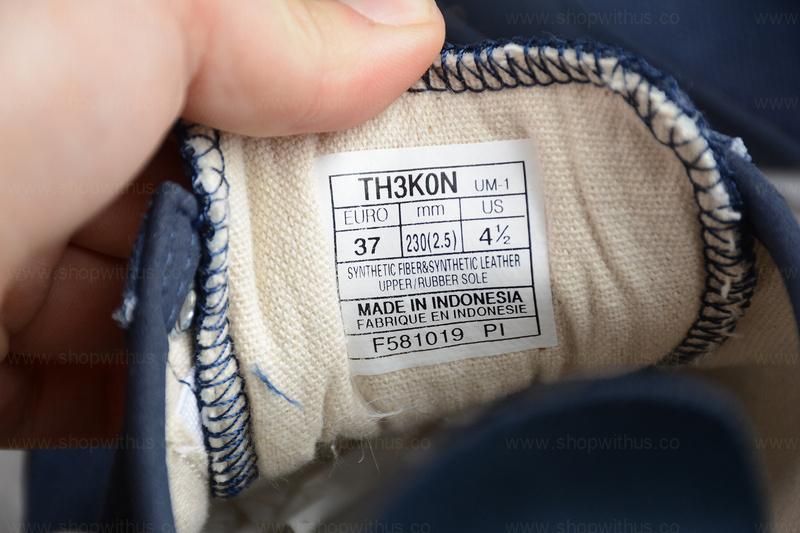 TH3K0N UM-1
EURO mm US
37 230(2.5) 4½
SYNTHETIC FIBER&SYNTHETIC LEATHER
UPPER/RUBBER SOLE
MADE IN INDONESIA
FABRIQUE EN INDONESIE
F581019 PI
www.shopwithus.co